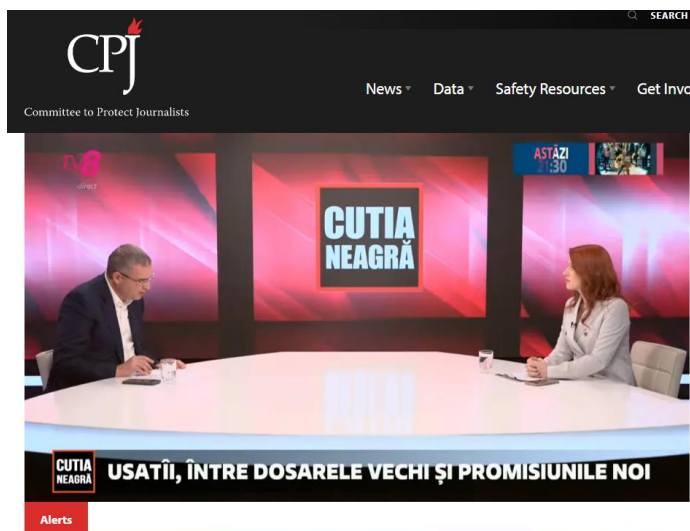 SEARCH
CPJ
Committee to Protect Journalists
News
Data
Safety Resources
Get Invo
TV8
direct
ASTĂZI
21:30
CUTIA
NEAGRĂ
CUTIA
NEAGRĂ
USATÎI, ÎNTRE DOSARELE VECHI ȘI PROMISIUNILE NOI
Alerts